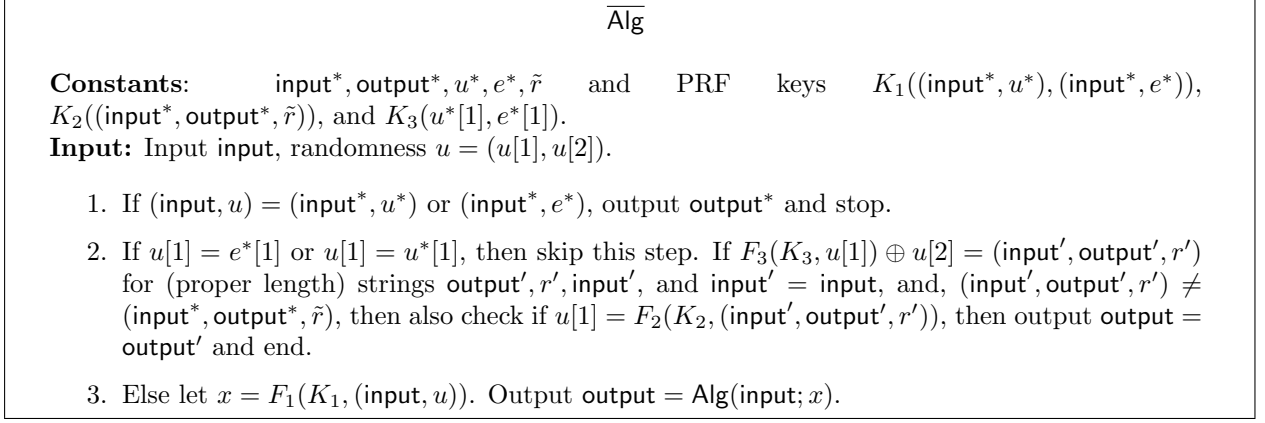 Alg
Constants: input*, output*, u*, e*, r̃ and PRF keys K₁((input*, u*), (input*, e*)),
K₂((input*, output*, r̃)), and K₃(u*[1], e*[1]).
Input: Input input, randomness u = (u[1], u[2]).
1. If (input, u) = (input*, u*) or (input*, e*), output output* and stop.
2. If u[1] = e*[1] or u[1] = u*[1], then skip this step. If F₃(K₃, u[1]) ⊕ u[2] = (input′, output′, r′)
for (proper length) strings output′, r′, input′, and input′ = input, and, (input′, output′, r′) ≠
(input*, output*, r̃), then also check if u[1] = F₂(K₂, (input′, output′, r′)), then output output =
output′ and end.
3. Else let x = F₁(K₁, (input, u)). Output output = Alg(input; x).